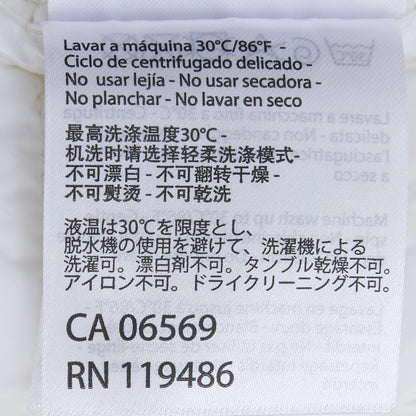 Lavar a máquina 30°C/86°F -
Ciclo de centrifugado delicado -
No usar lejía - No usar secadora -
No planchar - No lavar en seco
最高洗涤温度30°C -
机洗时请选择轻柔洗涤模式-
不可漂白 - 不可翻转干燥 -
不可熨烫 - 不可乾洗
液温は30℃を限度とし、
脱水機の使用を避けて、洗濯機による
洗濯可。漂白剤不可。タンブル乾燥不可。
アイロン不可。ドライクリーニング不可。
CA 06569
RN 119486